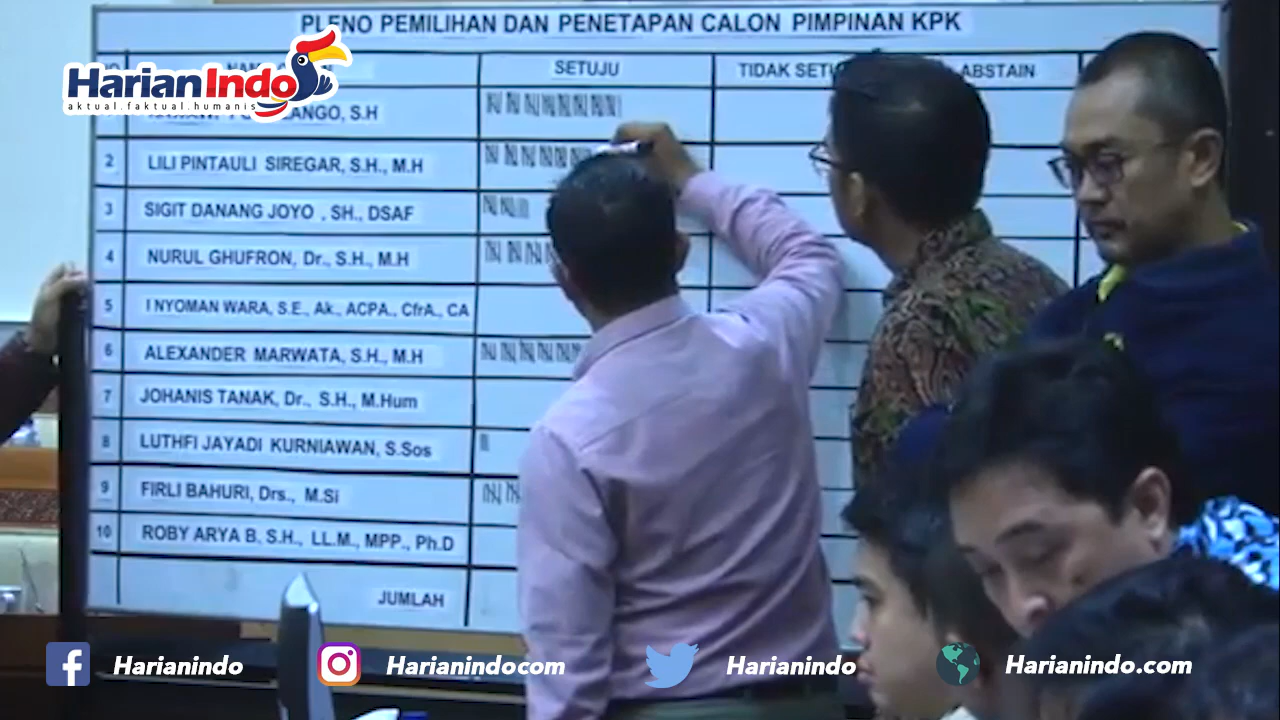 PLENO PEMILIHAN DAN PENETAPAN CALON PIMPINAN KPK
HarianIndo
aktual.faktual.humanis
SETUJU
TIDAK
ABSTAIN
S.H
2 LILI PINTAULI SIREGAR, S.H., M.H
3 SIGIT DANANG JOYO , SH., DSAF
4 NURUL GHUFRON, Dr., S.H., M.H
5 I NYOMAN WARA, S.E., Ak., ACPA., CfrA., CA
6 ALEXANDER MARWATA, S.H., M.H
7 JOHANIS TANAK, Dr., S.H., M.Hum
8 LUTHFI JAYADI KURNIAWAN, S.Sos
9 FIRLI BAHURI, Drs., M.Si
10 ROBY ARYA B, S.H., LL.M., MPP., Ph.D
JUMLAH
Harianindo
Harianindocom
Harianindo
Harianindo.com